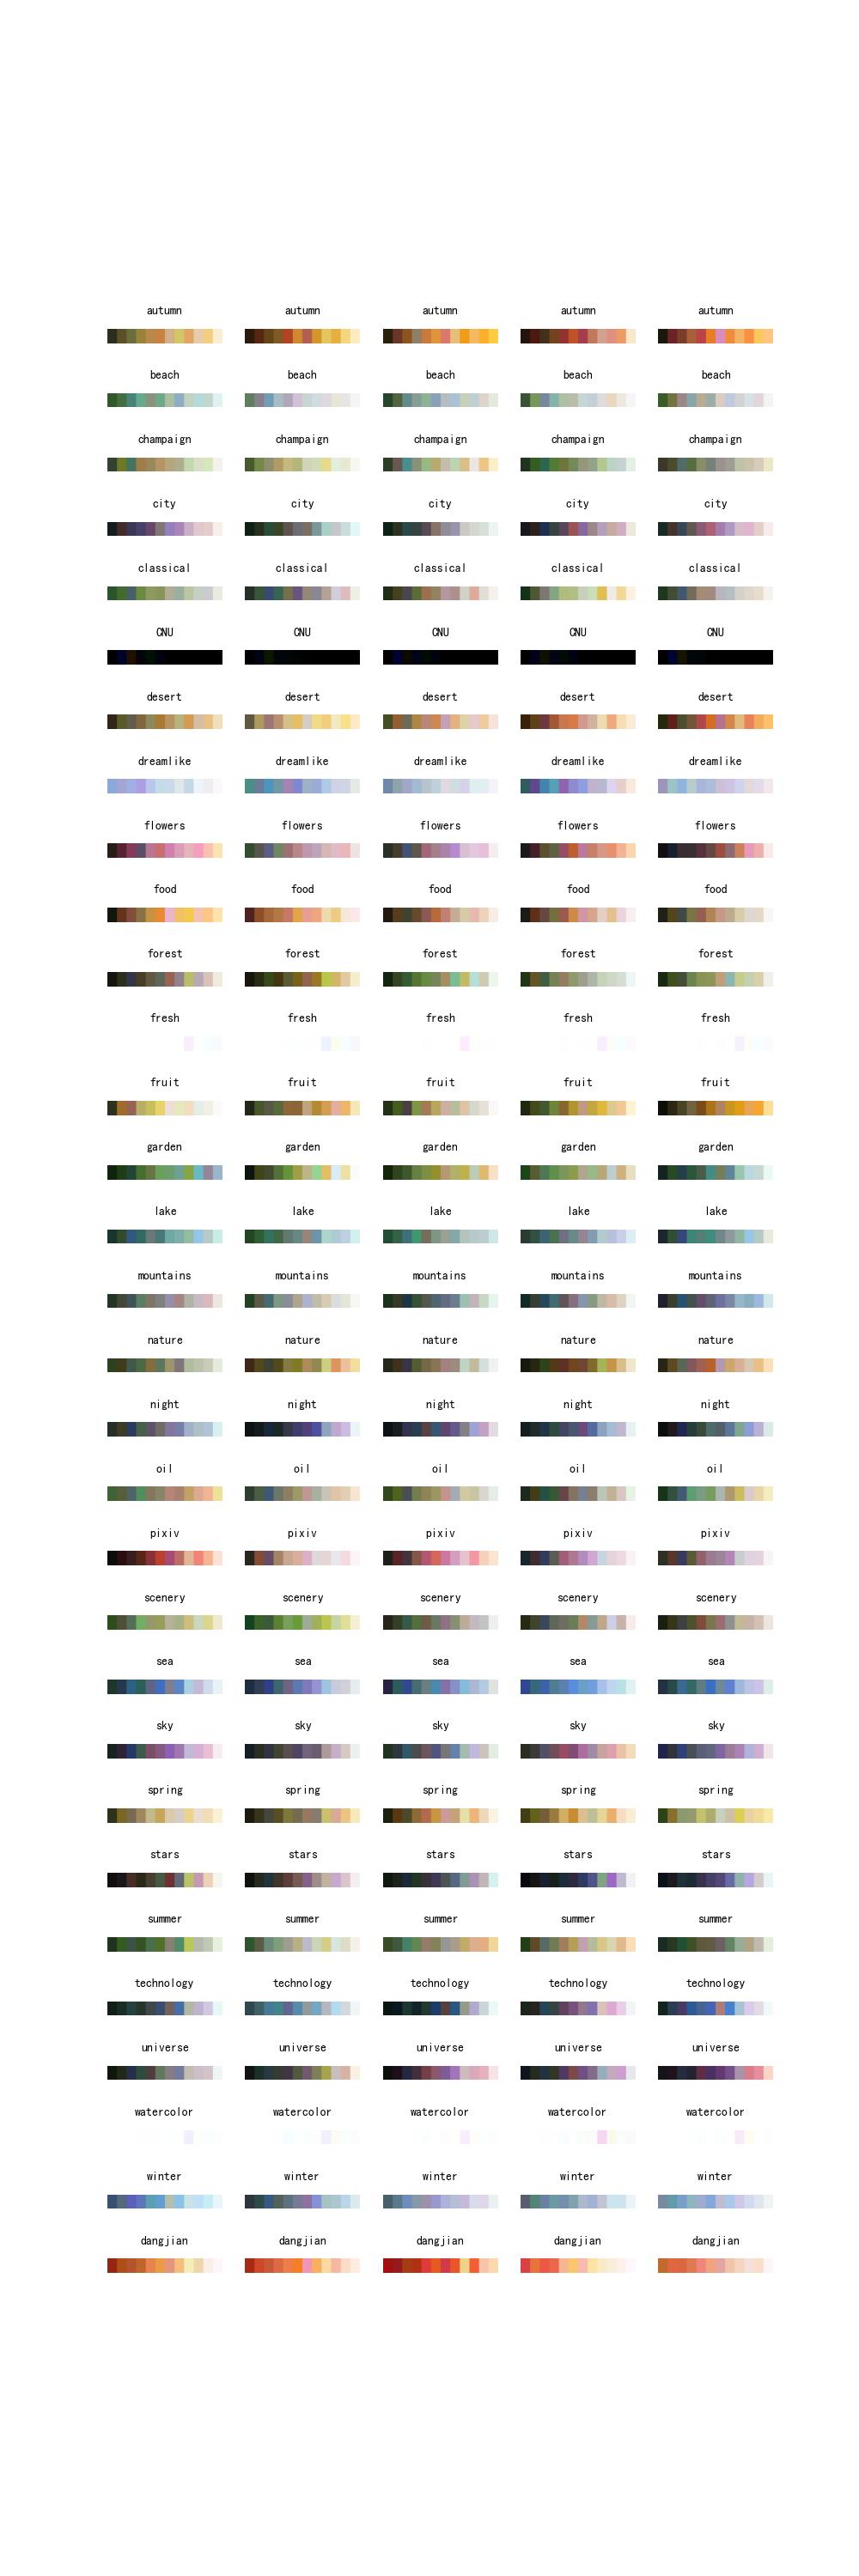 autumn autumn autumn autumn autumn
beach beach beach beach beach
champaign champaign champaign champaign champaign
city city city city city
classical classical classical classical classical
CNU CNU CNU CNU CNU
desert desert desert desert desert
dreamlike dreamlike dreamlike dreamlike dreamlike
flowers flowers flowers flowers flowers
food food food food food
forest forest forest forest forest
fresh fresh fresh fresh fresh
fruit fruit fruit fruit fruit
garden garden garden garden garden
lake lake lake lake lake
mountains mountains mountains mountains mountains
nature nature nature nature nature
night night night night night
oil oil oil oil oil
pixiv pixiv pixiv pixiv pixiv
scenery scenery scenery scenery scenery
sea sea sea sea sea
sky sky sky sky sky
spring spring spring spring spring
stars stars stars stars stars
summer summer summer summer summer
technology technology technology technology technology
universe universe universe universe universe
watercolor watercolor watercolor watercolor watercolor
winter winter winter winter winter
dangjian dangjian dangjian dangjian dangjian